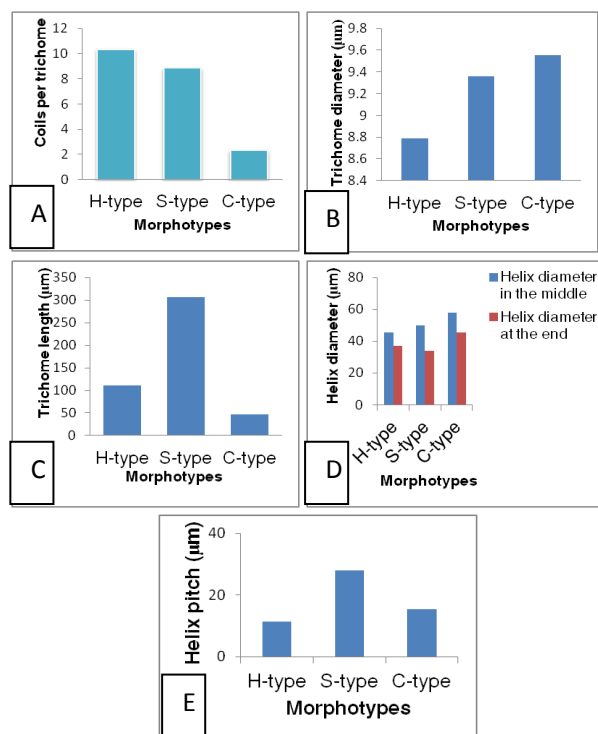 Coils per trichome
12
10
8
6
4
2
0
H-type S-type C-type
Morphotypes
A
Trichome diameter (µm)
9.8
9.6
9.4
9.2
9
8.8
8.6
8.4
H-type S-type C-type
Morphotypes
B
Trichome length (µm)
350
300
250
200
150
100
50
0
H-type S-type C-type
Morphotypes
C
Helix diameter (µm)
80
60
40
20
0
H-type S-type C-type
Morphotypes
Helix diameter
in the middle
Helix diameter
at the end
D
Helix pitch (µm)
40
20
0
H-type S-type C-type
Morphotypes
E